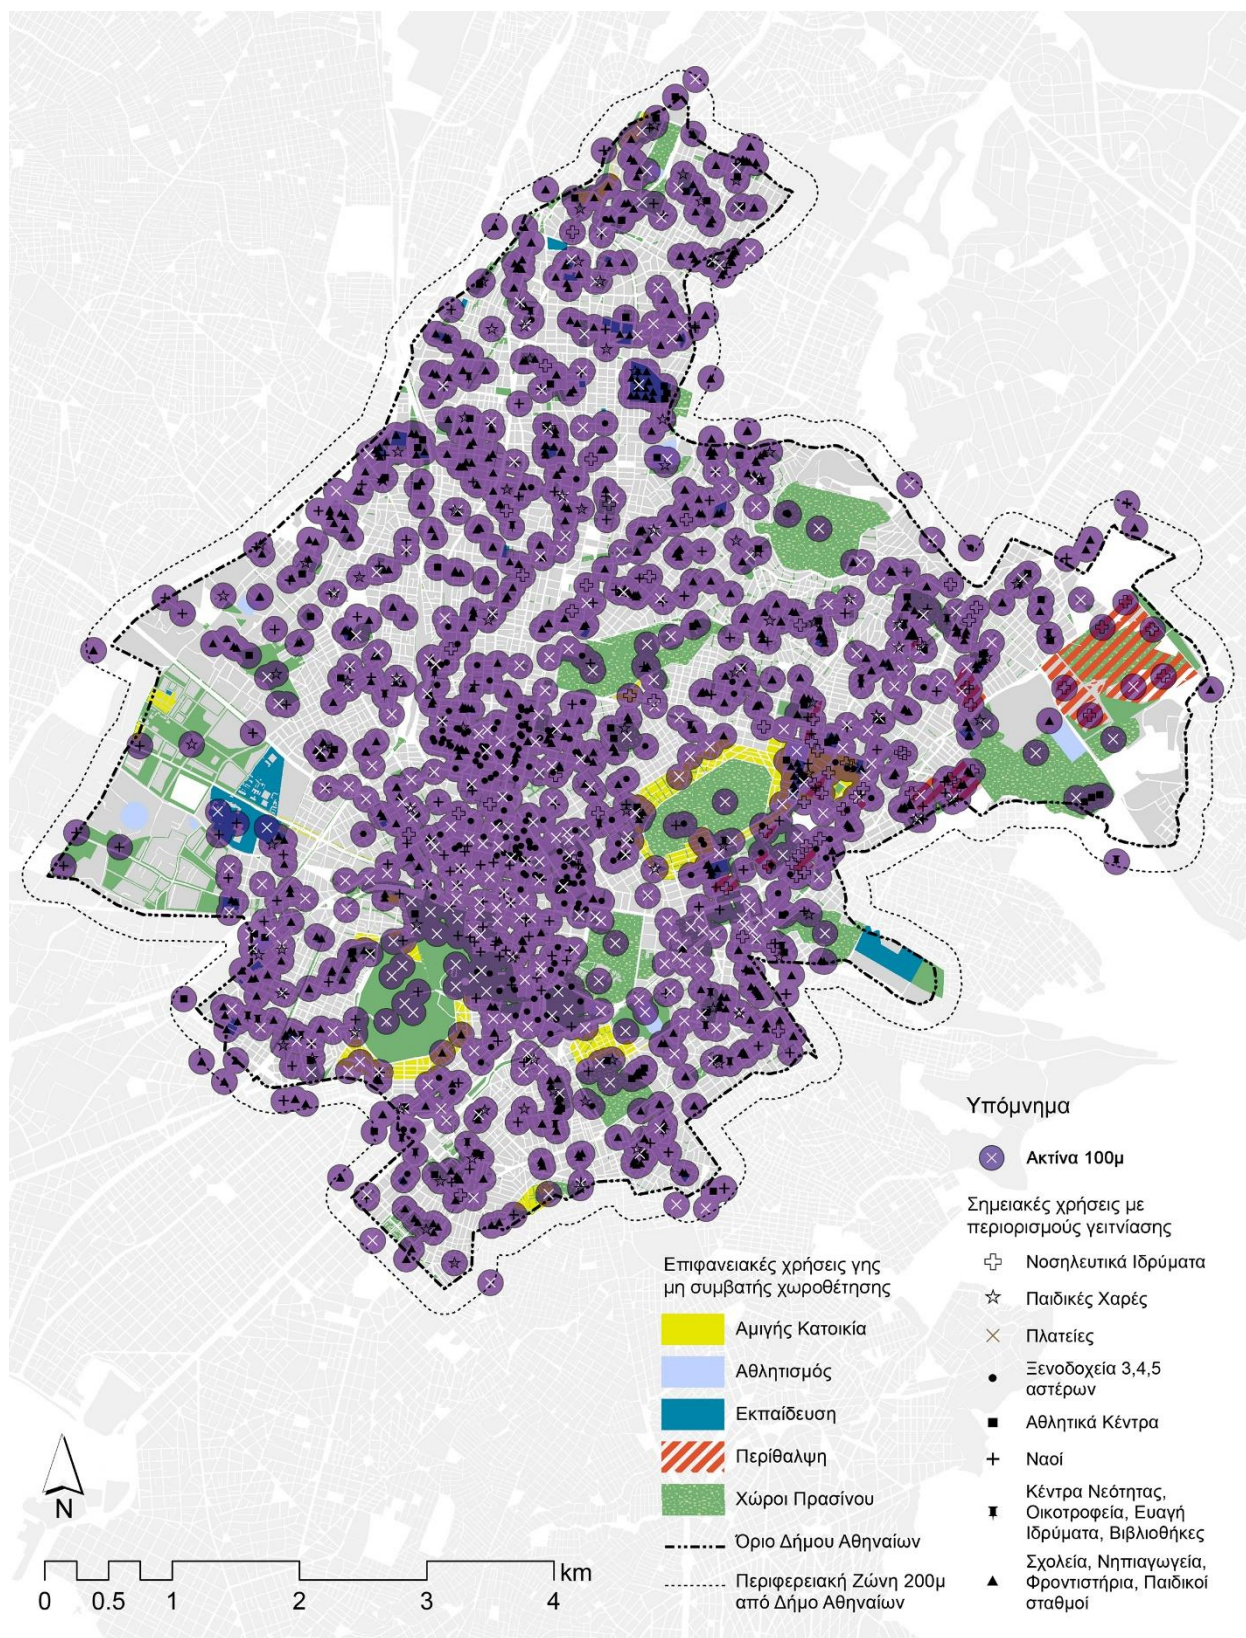 Υπόμνημα
Ακτίνα 100μ
Σημειακές χρήσεις με
περιορισμούς γειτνίασης
Νοσηλευτικά Ιδρύματα
Παιδικές Χαρές
Πλατείες
Ξενοδοχεία 3,4,5
αστέρων
Αθλητικά Κέντρα
Ναοί
Κέντρα Νεότητας,
Οικοτροφεία, Ευαγή
Ιδρύματα, Βιβλιοθήκες
Σχολεία, Νηπιαγωγεία,
Φροντιστήρια, Παιδικοί
σταθμοί
Επιφανειακές χρήσεις γης
μη συμβατής χωροθέτησης
Αμιγής Κατοικία
Αθλητισμός
Εκπαίδευση
Περίθαλψη
Χώροι Πρασίνου
Όριο Δήμου Αθηναίων
Περιφερειακή Ζώνη 200μ
από Δήμο Αθηναίων
N
km
0 0.5 1 2 3 4